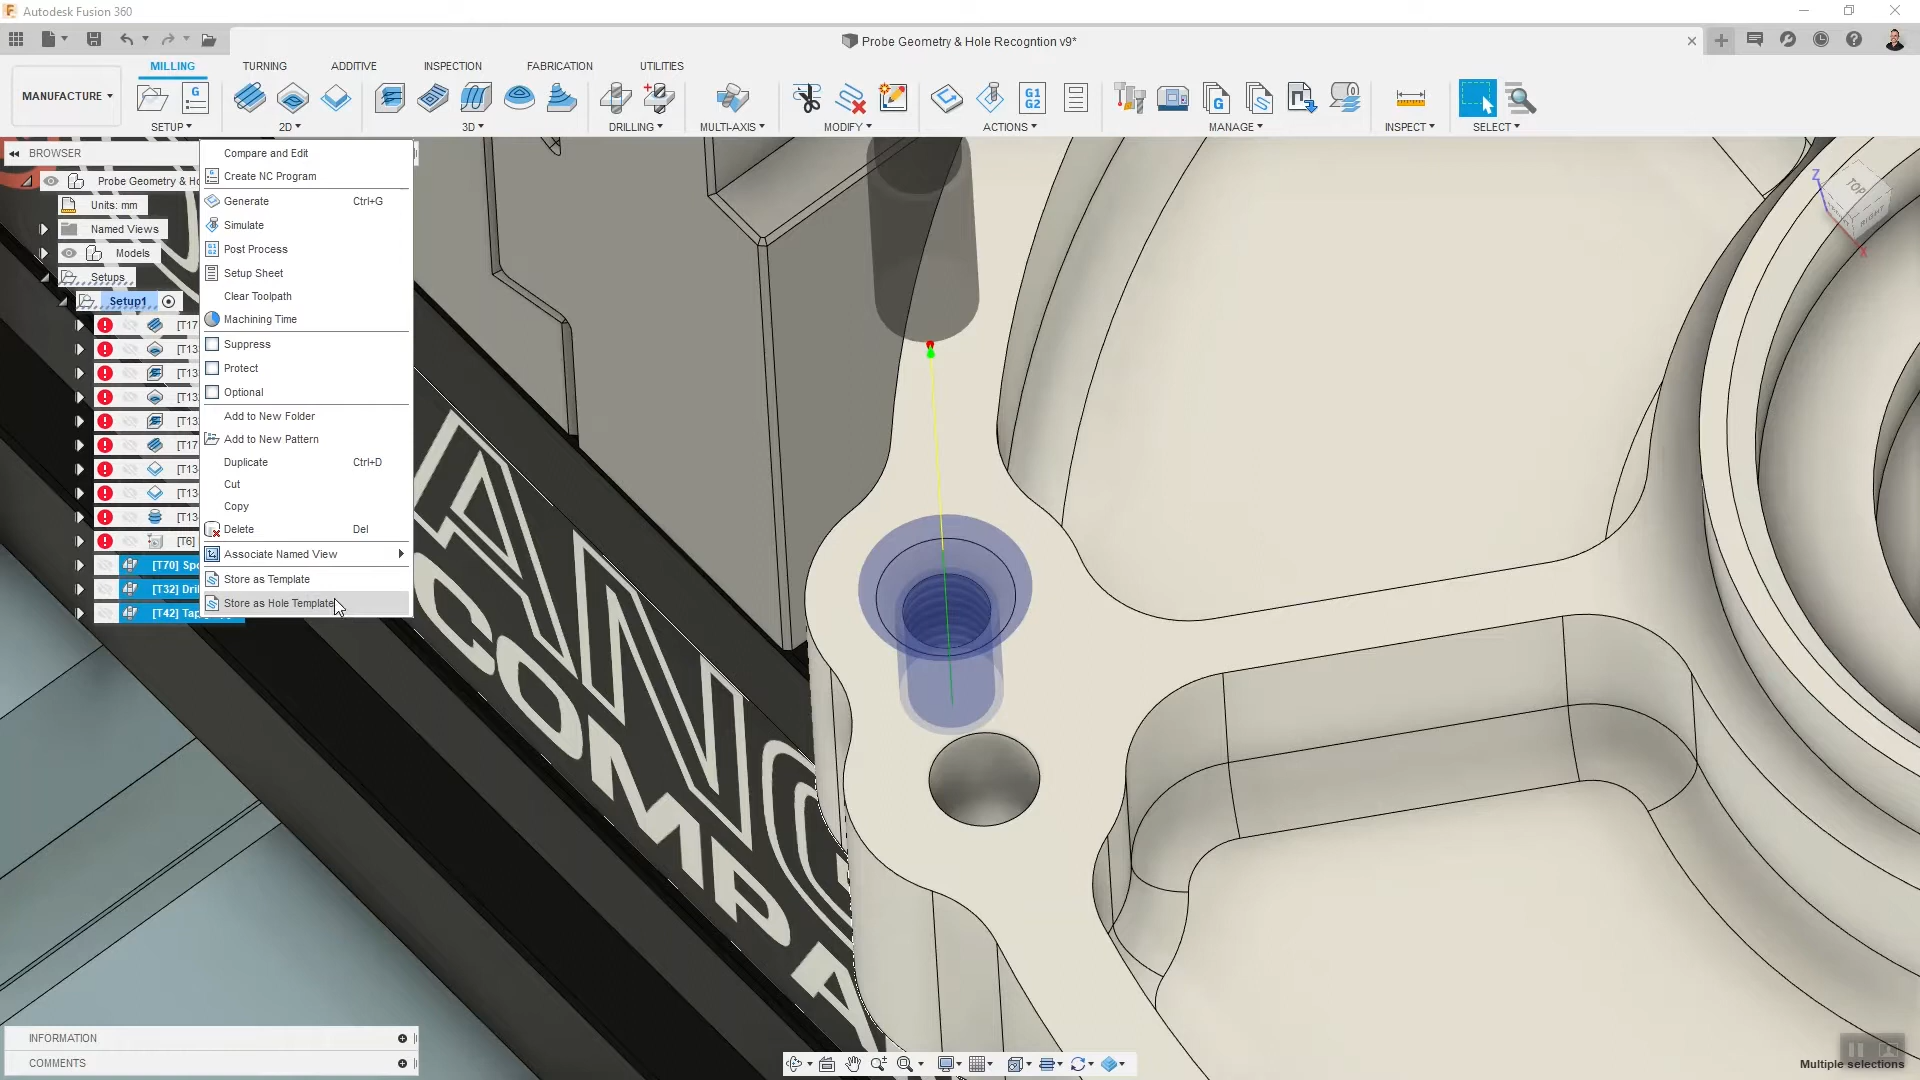 Autodesk Fusion 360
Probe Geometry & Hole Recogntion v9*
MANUFACTURE
MILLING
TURNING
ADDITIVE
INSPECTION
FABRICATION
UTILITIES
SETUP
2D
3D
DRILLING
MULTI-AXIS
MODIFY
G1
G2
ACTIONS
MANAGE
INSPECT
SELECT
BROWSER
Probe Geometry & Ho
Units: mm
Named Views
Models
Setups
Setup1
[T17
[T13
[T13
[T13
[T13
[T17
[T13
[T13
[T13
[T6]
[T70] Spo
[T32] Dril
[T42] Tap
Compare and Edit
Create NC Program
Generate Ctrl+G
Simulate
Post Process
Setup Sheet
Clear Toolpath
Machining Time
Suppress
Protect
Optional
Add to New Folder
Add to New Pattern
Duplicate Ctrl+D
Cut
Copy
Delete Del
Associate Named View
Store as Template
Store as Hole Template
TOP
RIGHT
Z
X
COMPA
INFORMATION
COMMENTS
Multiple selections